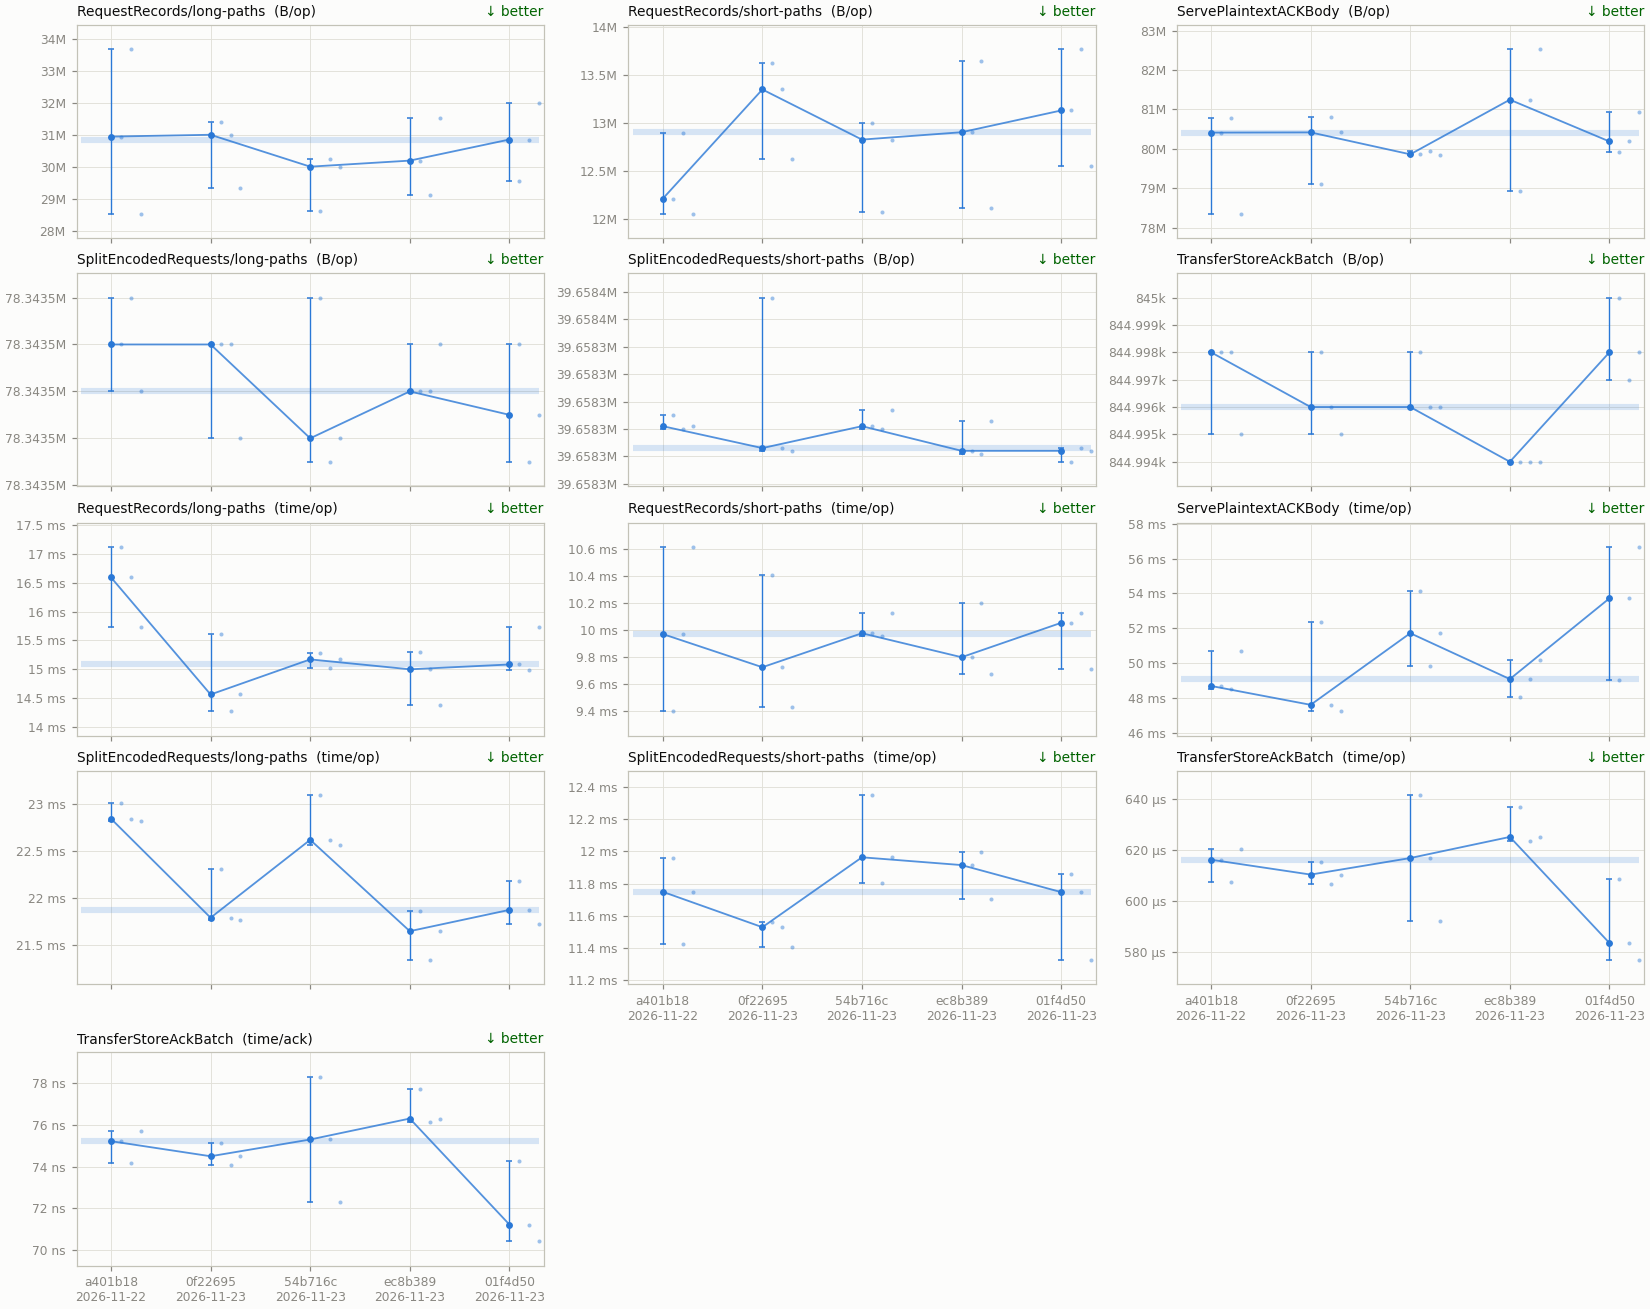 RequestRecords/long-paths (B/op) ↓ better
34M
33M
32M
31M
30M
29M
28M
RequestRecords/short-paths (B/op) ↓ better
14M
13.5M
13M
12.5M
12M
ServePlaintextACKBody (B/op) ↓ better
83M
82M
81M
80M
79M
78M
SplitEncodedRequests/long-paths (B/op) ↓ better
78.3435M
78.3435M
78.3435M
78.3435M
78.3435M
SplitEncodedRequests/short-paths (B/op) ↓ better
39.6584M
39.6584M
39.6583M
39.6583M
39.6583M
39.6583M
39.6583M
39.6583M
TransferStoreAckBatch (B/op) ↓ better
845k
844.999k
844.998k
844.997k
844.996k
844.995k
844.994k
RequestRecords/long-paths (time/op) ↓ better
17.5 ms
17 ms
16.5 ms
16 ms
15.5 ms
15 ms
14.5 ms
14 ms
RequestRecords/short-paths (time/op) ↓ better
10.6 ms
10.4 ms
10.2 ms
10 ms
9.8 ms
9.6 ms
9.4 ms
ServePlaintextACKBody (time/op) ↓ better
58 ms
56 ms
54 ms
52 ms
50 ms
48 ms
46 ms
SplitEncodedRequests/long-paths (time/op) ↓ better
23 ms
22.5 ms
22 ms
21.5 ms
SplitEncodedRequests/short-paths (time/op) ↓ better
12.4 ms
12.2 ms
12 ms
11.8 ms
11.6 ms
11.4 ms
11.2 ms
a401b18 0f22695 54b716c ec8b389 01f4d50
2026-11-22 2026-11-23 2026-11-23 2026-11-23 2026-11-23
TransferStoreAckBatch (time/op) ↓ better
640 µs
620 µs
600 µs
580 µs
a401b18 0f22695 54b716c ec8b389 01f4d50
2026-11-22 2026-11-23 2026-11-23 2026-11-23 2026-11-23
TransferStoreAckBatch (time/ack) ↓ better
78 ns
76 ns
74 ns
72 ns
70 ns
a401b18 0f22695 54b716c ec8b389 01f4d50
2026-11-22 2026-11-23 2026-11-23 2026-11-23 2026-11-23